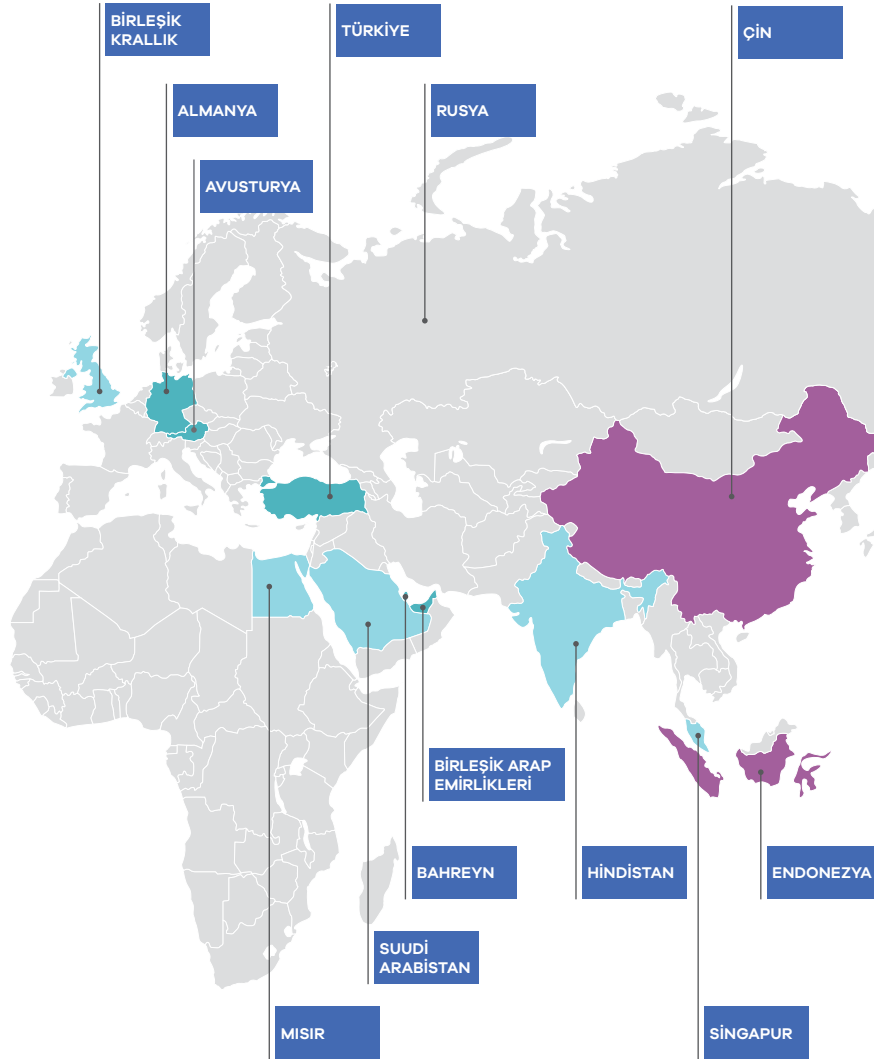 BİRLEŞİK
KRALLIK
TÜRKİYE
ÇİN
ALMANYA
RUSYA
AVUSTURYA
BİRLEŞİK ARAP
EMİRLİKLERİ
BAHREYN
HİNDİSTAN
ENDONEZYA
SUUDİ
ARABİSTAN
MISIR
SİNGAPUR